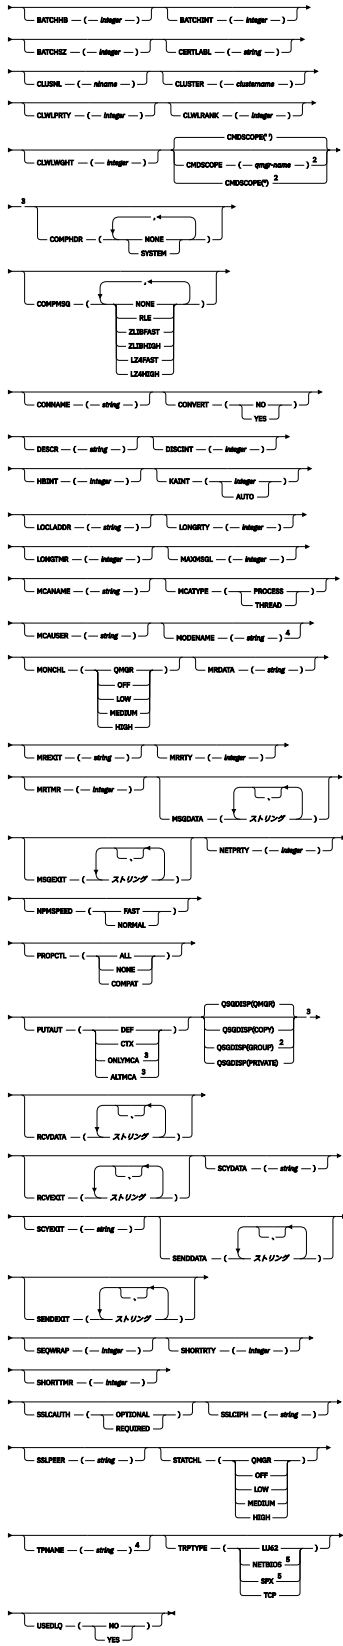 BATCHHB ( integer ) BATCHINT ( integer )
BATCHSZ ( integer ) CERTLABL ( string )
CLUSNL ( nlname ) CLUSTER ( clustername )
CLWLPRTY ( integer ) CLWLRANK ( integer )
CMDSCOPE(' ')
CLWLWGHT ( integer ) CMDSCOPE ( qmgr-name ) 2
CMDSCOPE(*) 2
3
,
COMPHDR ( NONE )
SYSTEM
,
COMPMSG ( NONE )
RLE
ZLIBFAST
ZLIBHIGH
LZ4FAST
LZ4HIGH
CONNAME ( string ) CONVERT ( NO )
YES
DESCR ( string ) DISCINT ( integer )
HBINT ( integer ) KAINT ( integer )
AUTO
LOCLADDR ( string ) LONGRTY ( integer )
LONGTMR ( integer ) MAXMSGL ( integer )
MCANAME ( string ) MCATYPE ( PROCESS )
THREAD
MCAUSER ( string ) MODENAME ( string ) 4
MONCHL ( QMGR ) MRDATA ( string )
OFF
LOW
MEDIUM
HIGH
MREXIT ( string ) MRRTY ( integer )
MRTMR ( integer ) 、
MSGDATA ( ストリング )
、 NETPRTY ( integer )
MSGEXIT ( ストリング )
NPMSPEED ( FAST )
NORMAL
PROPCTL ( ALL )
NONE
COMPAT
QSGDISP(QMGR) 3
PUTAUT ( DEF ) QSGDISP(COPY)
CTX QSGDISP(GROUP) 2
ONLYMCA 3 QSGDISP(PRIVATE)
ALTMCA 3
、
RCVDATA ( ストリング )
、 SCYDATA ( string )
RCVEXIT ( ストリング )
SCYEXIT ( string ) 、
SENDDATA ( ストリング )
、
SENDEXIT ( ストリング )
SEQWRAP ( integer ) SHORTRTY ( integer )
SHORTTMR ( integer )
SSLCAUTH ( OPTIONAL ) SSLCIPH ( string )
REQUIRED
SSLPEER ( string ) STATCHL ( QMGR )
OFF
LOW
MEDIUM
HIGH
TPNAME ( string ) 4 TRPTYPE ( LU62 )
NETBIOS 5
SPX 5
TCP
USEDLQ ( NO )
YES